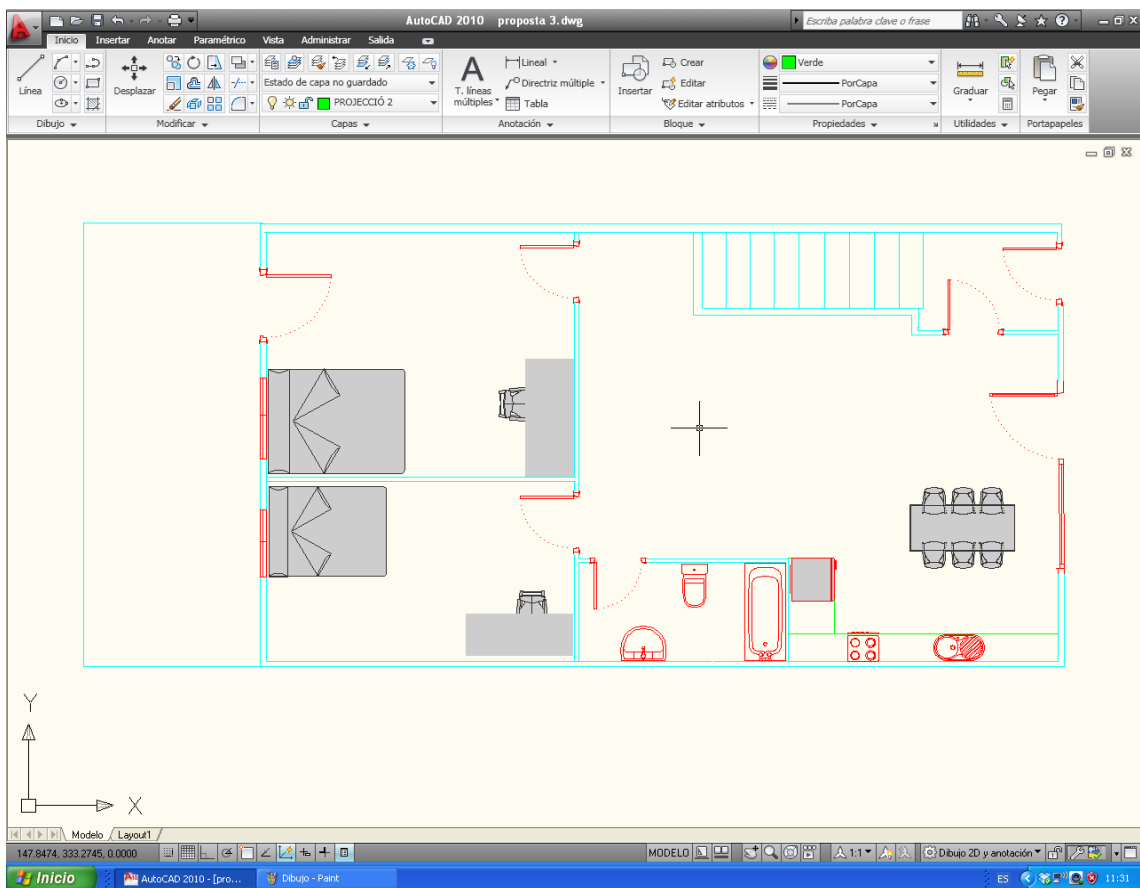 AutoCAD 2010 proposta 3.dwg
Escriba palabra clave o frase
Inicio Insertar Anotar Paramétrico Vista Administrar Salida
Línea
Desplazar
Estado de capa no guardado
PROJECCIÓ 2
A
T. líneas
múltiples
Lineal
Directriz múltiple
Tabla
Insertar
Crear
Editar
Editar atributos
Verde
PorCapa
PorCapa
Graduar
Pegar
Dibujo Modificar Capas Anotación Bloque Propiedades Utilidades Portapapeles
Y
X
Modelo Layout1
147.8474, 333.2745, 0.0000
MODELO
1:1
Dibujo 2D y anotación
Inicio
AutoCAD 2010 - [pro...
Dibujo - Paint
ES
11:31